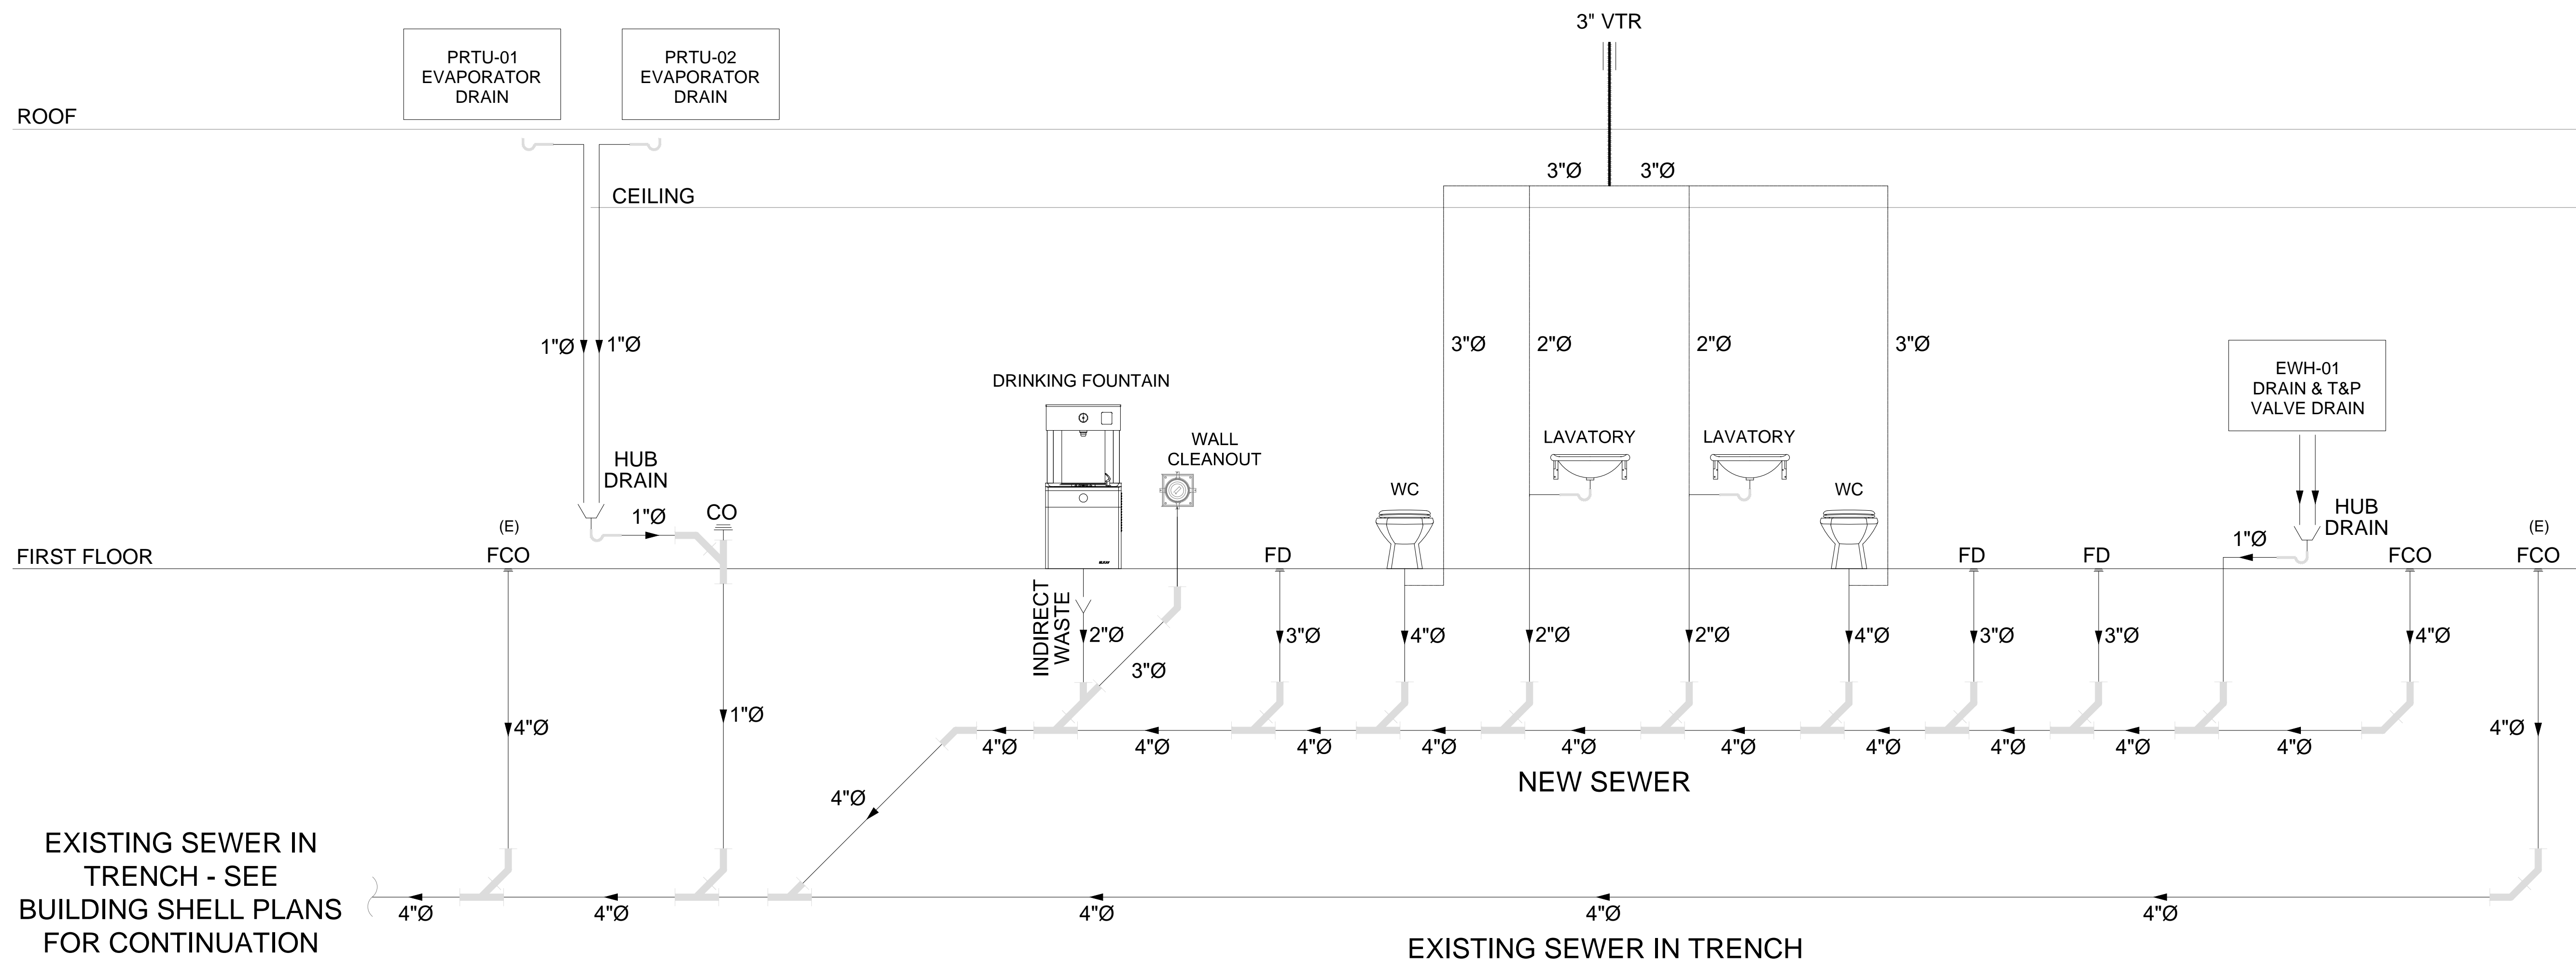 3" VTR
PRTU-01
EVAPORATOR
DRAIN
PRTU-02
EVAPORATOR
DRAIN
ROOF
3"Ø
3"Ø
CEILING
1"Ø
1"Ø
3"Ø
2"Ø
2"Ø
3"Ø
DRINKING FOUNTAIN
EWH-01
DRAIN & T&P
VALVE DRAIN
WALL
CLEANOUT
LAVATORY
LAVATORY
HUB
DRAIN
WC
WC
1"Ø
CO
HUB
DRAIN
1"Ø
(E)
FCO
FIRST FLOOR
FD
FD
FD
FCO
(E)
FCO
INDIRECT
WASTE
2"Ø
3"Ø
3"Ø
4"Ø
2"Ø
2"Ø
4"Ø
3"Ø
3"Ø
4"Ø
4"Ø
1"Ø
4"Ø
4"Ø
4"Ø
4"Ø
4"Ø
4"Ø
4"Ø
4"Ø
4"Ø
4"Ø
4"Ø
4"Ø
NEW SEWER
4"Ø
EXISTING SEWER IN
TRENCH - SEE
BUILDING SHELL PLANS
FOR CONTINUATION
4"Ø
4"Ø
4"Ø
4"Ø
4"Ø
EXISTING SEWER IN TRENCH